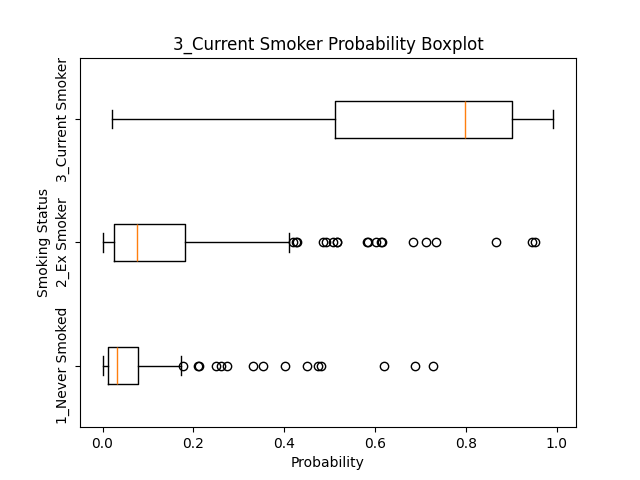 3_Current Smoker Probability Boxplot
Smoking Status
3_Current Smoker
2_Ex Smoker
1_Never Smoked
0.0 0.2 0.4 0.6 0.8 1.0
Probability